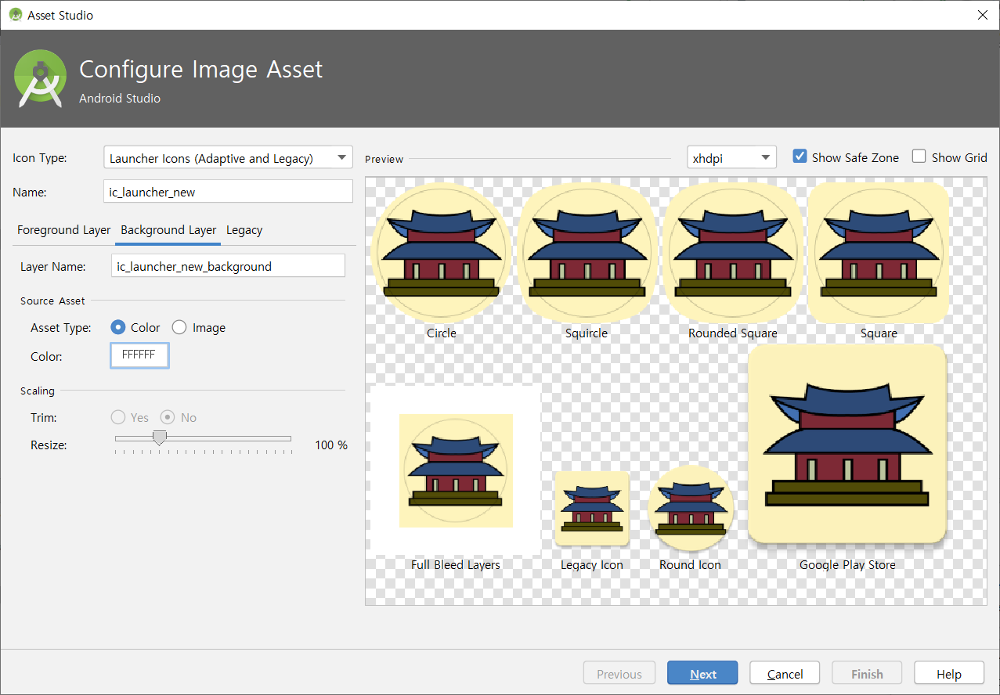 Asset Studio
Configure Image Asset
Android Studio
Icon Type: Launcher Icons (Adaptive and Legacy)
Name: ic_launcher_new
Foreground Layer Background Layer Legacy
Layer Name: ic_launcher_new_background
Source Asset
Asset Type: Color Image
Color: FFFFFF
Scaling
Trim: Yes No
Resize: 100 %
Preview xhdpi Show Safe Zone Show Grid
Circle Squircle Rounded Square Square
Full Bleed Layers Legacy Icon Round Icon Google Play Store
Previous Next Cancel Finish Help